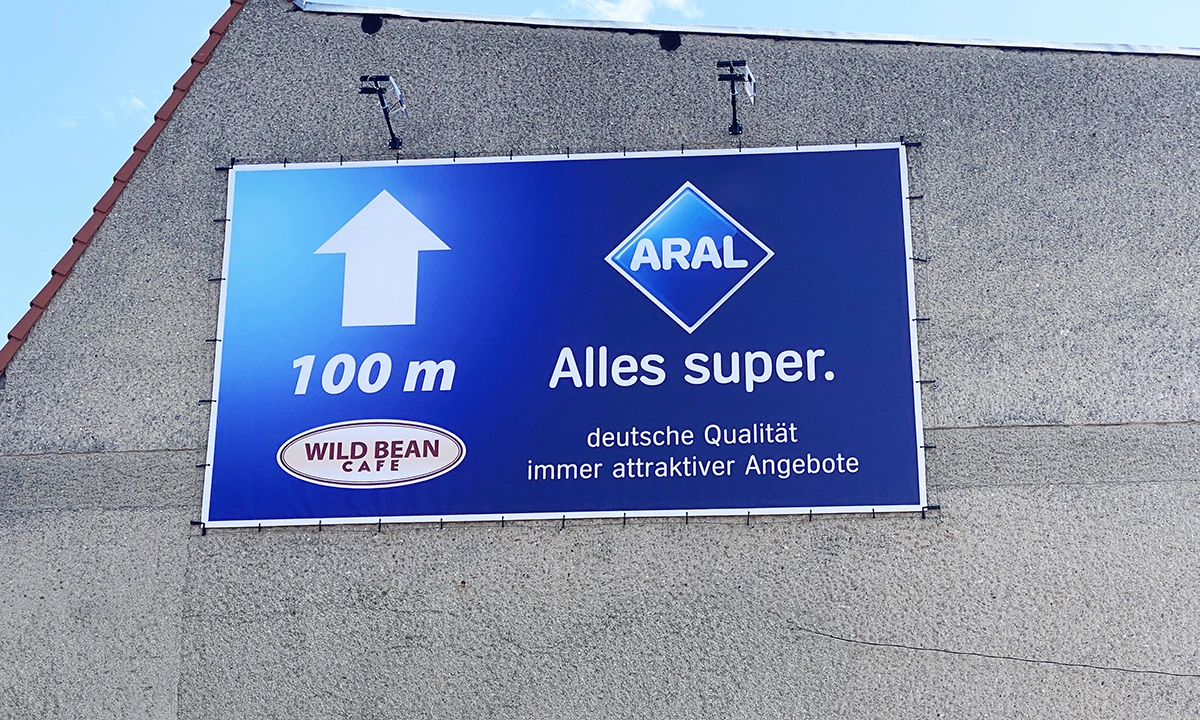 100 m
WILD BEAN
CAFE
ARAL
Alles super.
deutsche Qualität
immer attraktiver Angebote